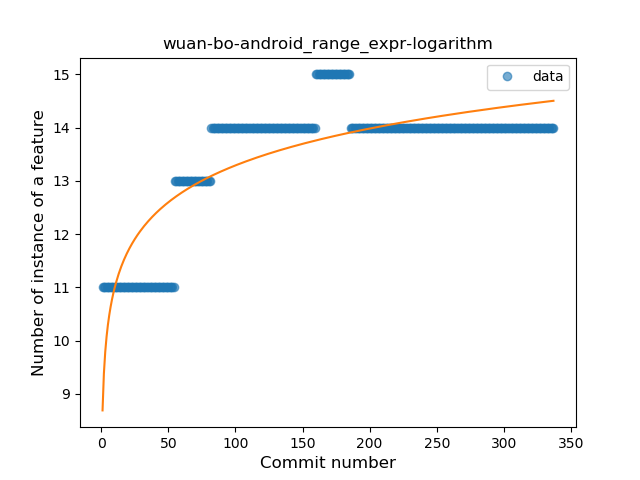 wuan-bo-android_range_expr-logarithm
data
Number of instance of a feature
15
14
13
12
11
10
9
0 50 100 150 200 250 300 350
Commit number